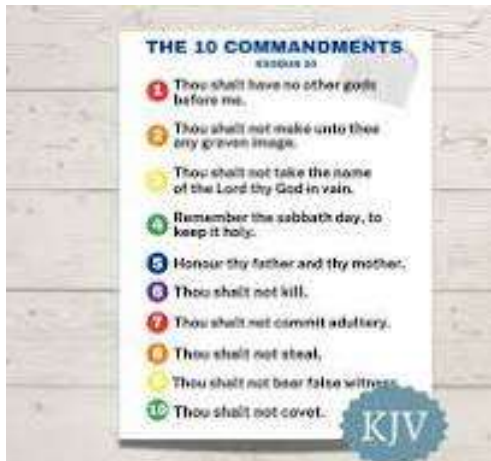 THE 10 COMMANDMENTS
EXODUS 20
1 Thou shalt have no other gods
before me.
2 Thou shalt not make unto thee
any graven image.
3 Thou shalt not take the name
of the Lord thy God in vain.
4 Remember the sabbath day, to
keep it holy.
5 Honour thy father and thy mother.
6 Thou shalt not kill.
7 Thou shalt not commit adultery.
8 Thou shalt not steal.
9 Thou shalt not bear false witness.
10 Thou shalt not covet.
KJV